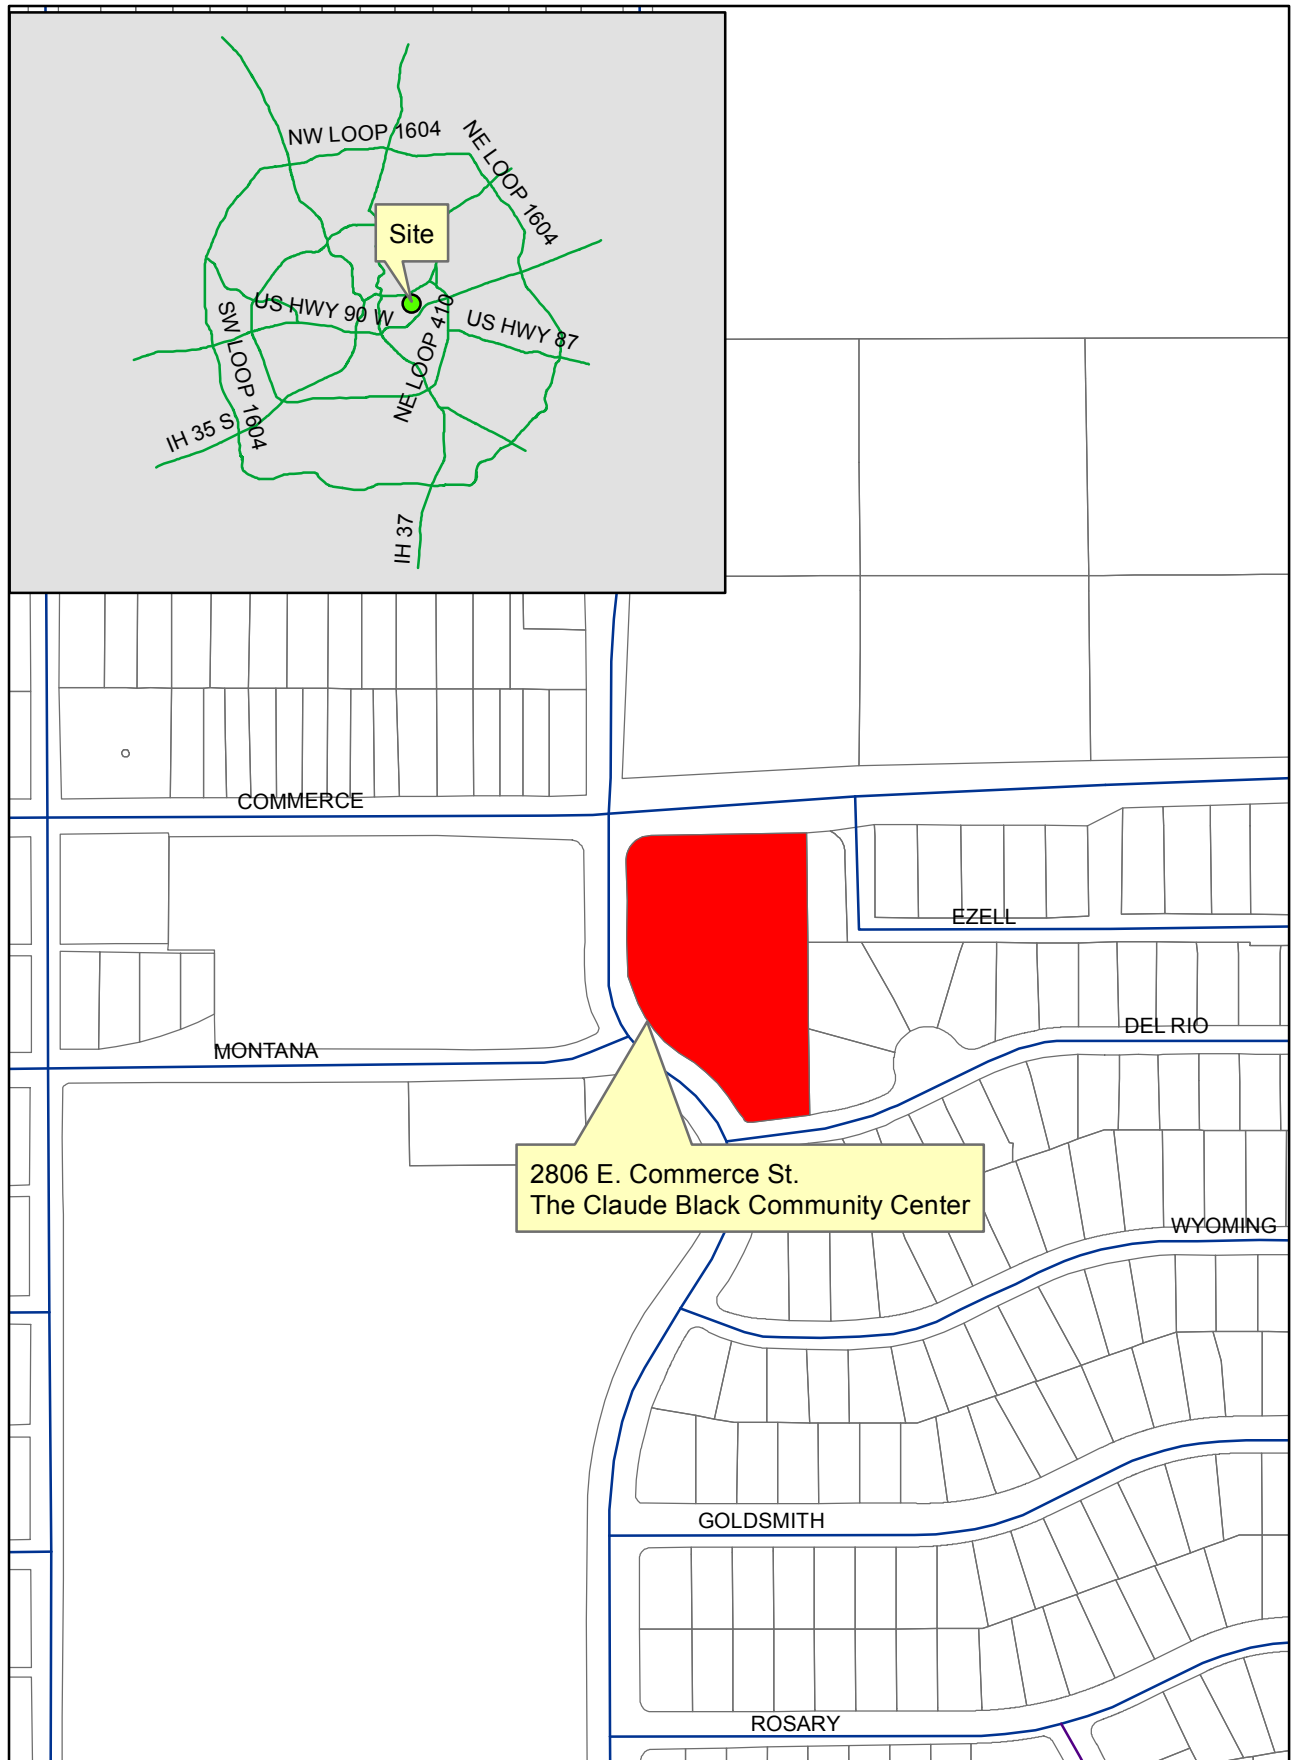 NW LOOP 1604
NE LOOP 1604
Site
US HWY 90 W
SW LOOP 1604
NE LOOP 410
US HWY 87
IH 35 S
IH 37
COMMERCE
EZELL
DEL RIO
MONTANA
2806 E. Commerce St.
The Claude Black Community Center
WYOMING
GOLDSMITH
ROSARY